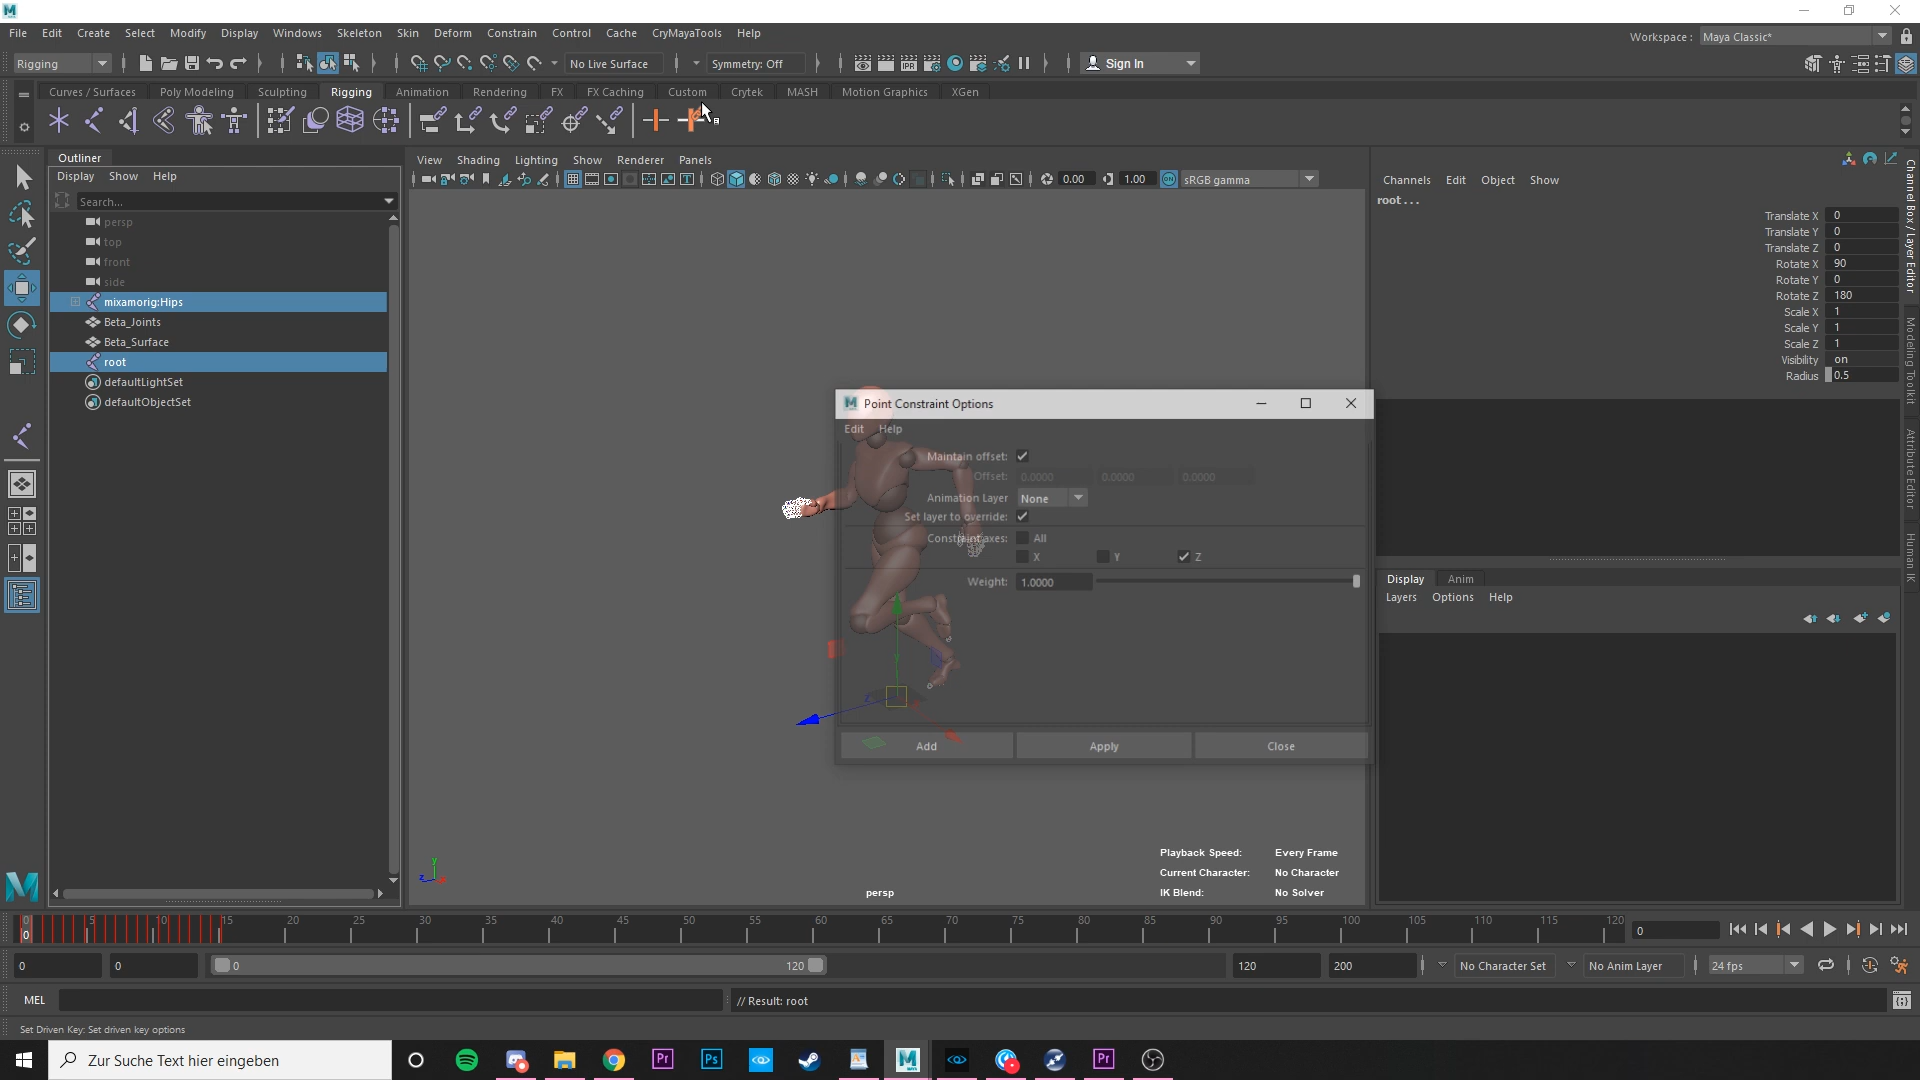 File Edit Create Select Modify Display Windows Skeleton Skin Deform Constrain Control Cache CryMayaTools Help
Workspace : Maya Classic*
Rigging No Live Surface Symmetry: Off Sign In
Curves / Surfaces Poly Modeling Sculpting Rigging Animation Rendering FX FX Caching Custom Crytek MASH Motion Graphics XGen
Outliner
Display Show Help
Search...
persp
top
front
side
mixamorig:Hips
Beta_Joints
Beta_Surface
root
defaultLightSet
defaultObjectSet
View Shading Lighting Show Renderer Panels
0.00 1.00 ON sRGB gamma
Point Constraint Options
Edit Help
Maintain offset:
Offset: 0.0000 0.0000 0.0000
Animation Layer None
Set layer to override:
Constraint axes: All
X Y Z
Weight: 1.0000
Add Apply Close
Playback Speed: Every Frame
Current Character: No Character
IK Blend: No Solver
persp
y
z
Channels Edit Object Show
root...
Translate X 0
Translate Y 0
Translate Z 0
Rotate X 90
Rotate Y 0
Rotate Z 180
Scale X 1
Scale Y 1
Scale Z 1
Visibility on
Radius 0.5
Channel Box / Layer Editor
Modeling Toolkit
Attribute Editor
Human IK
Display Anim
Layers Options Help
0 5 10 15 20 25 30 35 40 45 50 55 60 65 70 75 80 85 90 95 100 105 110 115 120
0 0
0 0 0 120 120 200 No Character Set No Anim Layer 24 fps
MEL // Result: root
Set Driven Key: Set driven key options
Zur Suche Text hier eingeben